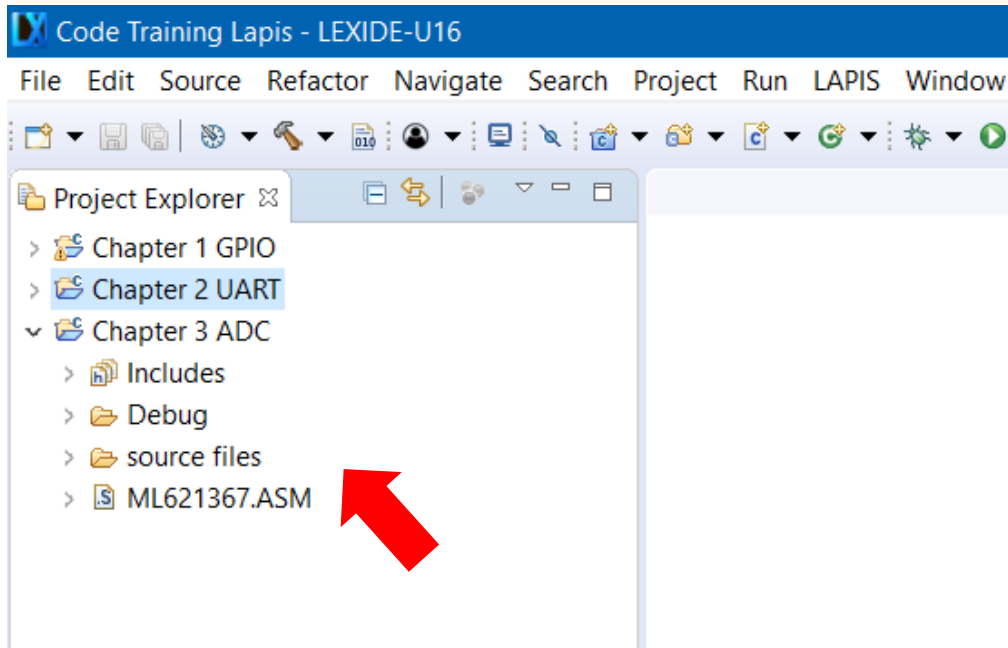 Code Training Lapis - LEXIDE-U16
File Edit Source Refactor Navigate Search Project Run LAPIS Window
010
Project Explorer
Chapter 1 GPIO
Chapter 2 UART
Chapter 3 ADC
Includes
Debug
source files
ML621367.ASM